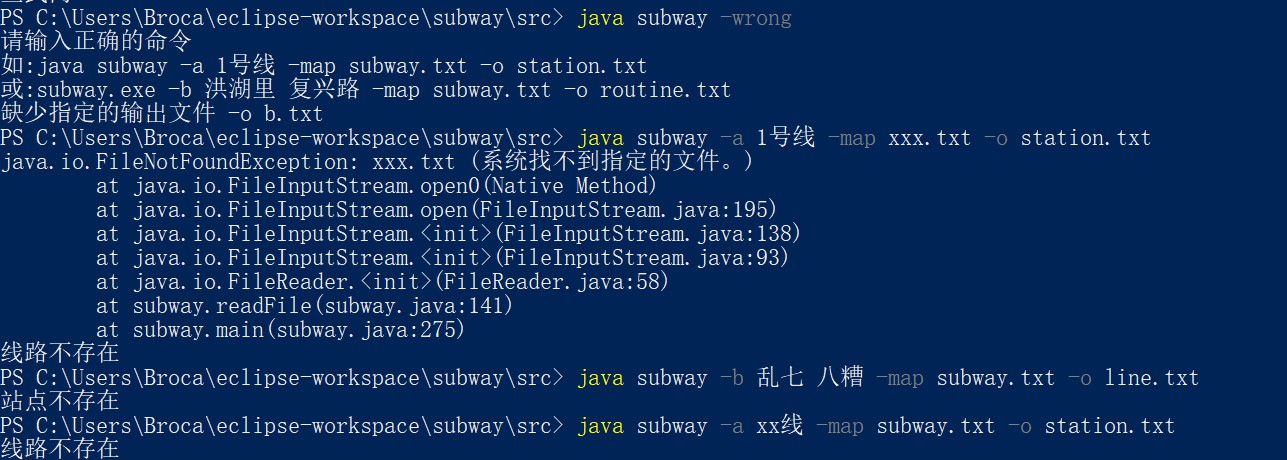 PS C:\Users\Broca\eclipse-workspace\subway\src> java subway -wrong
请输入正确的命令
如:java subway -a 1号线 -map subway.txt -o station.txt
或:subway.exe -b 洪湖里 复兴路 -map subway.txt -o routine.txt
缺少指定的输出文件 -o b.txt
PS C:\Users\Broca\eclipse-workspace\subway\src> java subway -a 1号线 -map xxx.txt -o station.txt
java.io.FileNotFoundException: xxx.txt (系统找不到指定的文件。)
        at java.io.FileInputStream.open0(Native Method)
        at java.io.FileInputStream.open(FileInputStream.java:195)
        at java.io.FileInputStream.<init>(FileInputStream.java:138)
        at java.io.FileInputStream.<init>(FileInputStream.java:93)
        at java.io.FileReader.<init>(FileReader.java:58)
        at subway.readFile(subway.java:141)
        at subway.main(subway.java:275)
线路不存在
PS C:\Users\Broca\eclipse-workspace\subway\src> java subway -b 乱七 八糟 -map subway.txt -o line.txt
站点不存在
PS C:\Users\Broca\eclipse-workspace\subway\src> java subway -a xx线 -map subway.txt -o station.txt
线路不存在